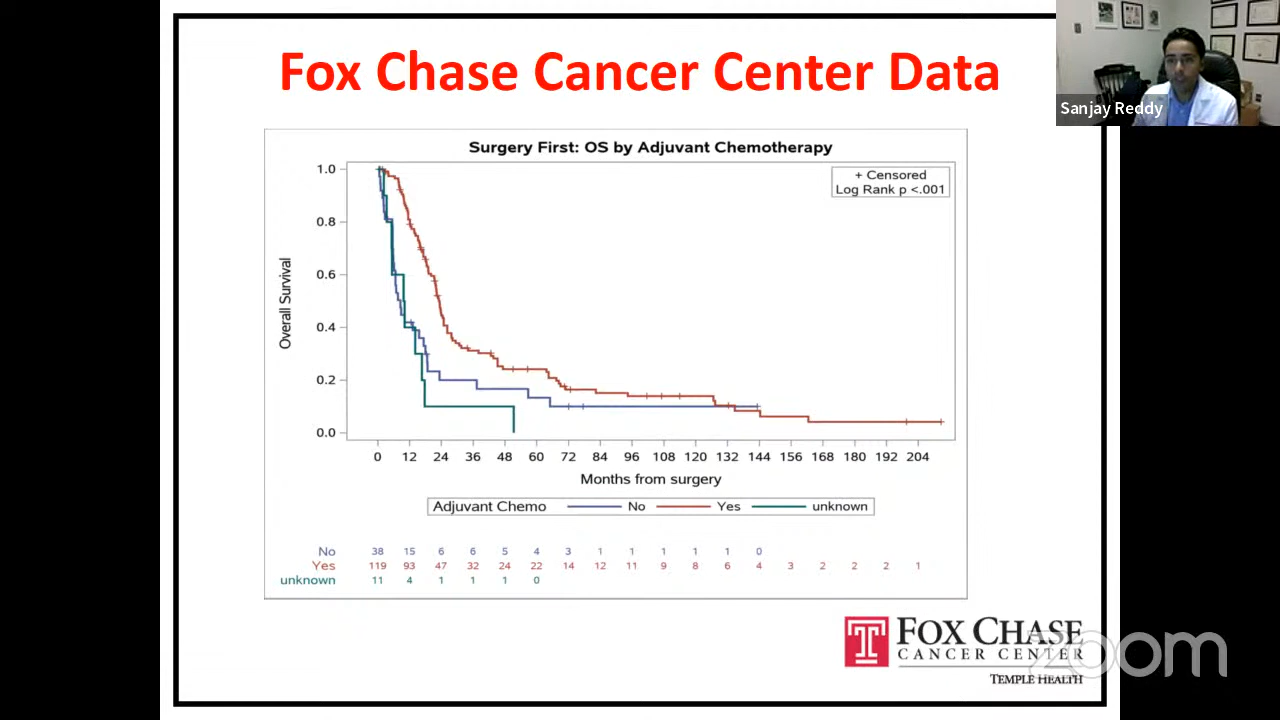 Fox Chase Cancer Center Data
Sanjay Reddy
Surgery First: OS by Adjuvant Chemotherapy
+ Censored
Log Rank p <.001
Overall Survival
1.0
0.8
0.6
0.4
0.2
0.0
0 12 24 36 48 60 72 84 96 108 120 132 144 156 168 180 192 204
Months from surgery
Adjuvant Chemo No Yes unknown
No 38 15 6 6 5 4 3 1 1 1 1 1 0
Yes 119 93 47 32 24 22 14 12 11 9 8 6 4 3 2 2 2 1
unknown 11 4 1 1 1 0
FOX CHASE
CANCER CENTER
TEMPLE HEALTH
zoom